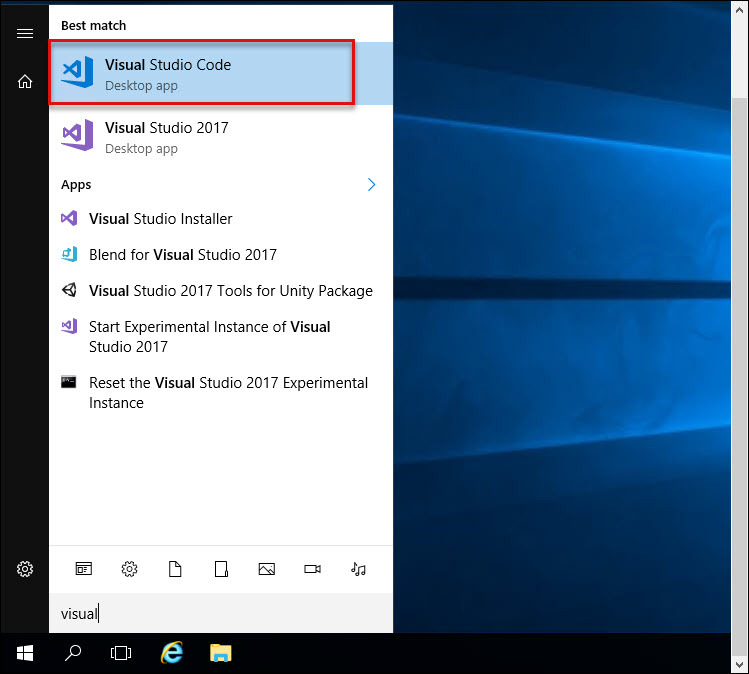 Best match
Visual Studio Code
Desktop app
Visual Studio 2017
Desktop app
Apps
Visual Studio Installer
Blend for Visual Studio 2017
Visual Studio 2017 Tools for Unity Package
Start Experimental Instance of Visual
Studio 2017
Reset the Visual Studio 2017 Experimental
Instance
visual